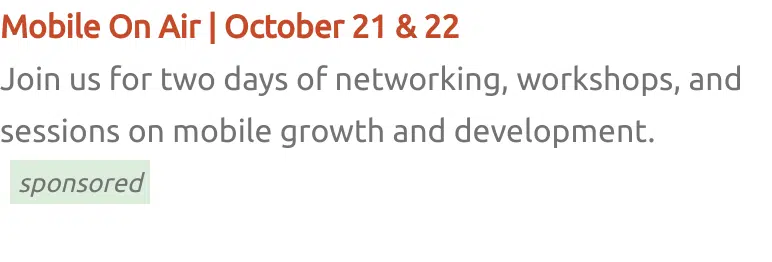 Mobile On Air | October 21 & 22
Join us for two days of networking, workshops, and
sessions on mobile growth and development.
sponsored